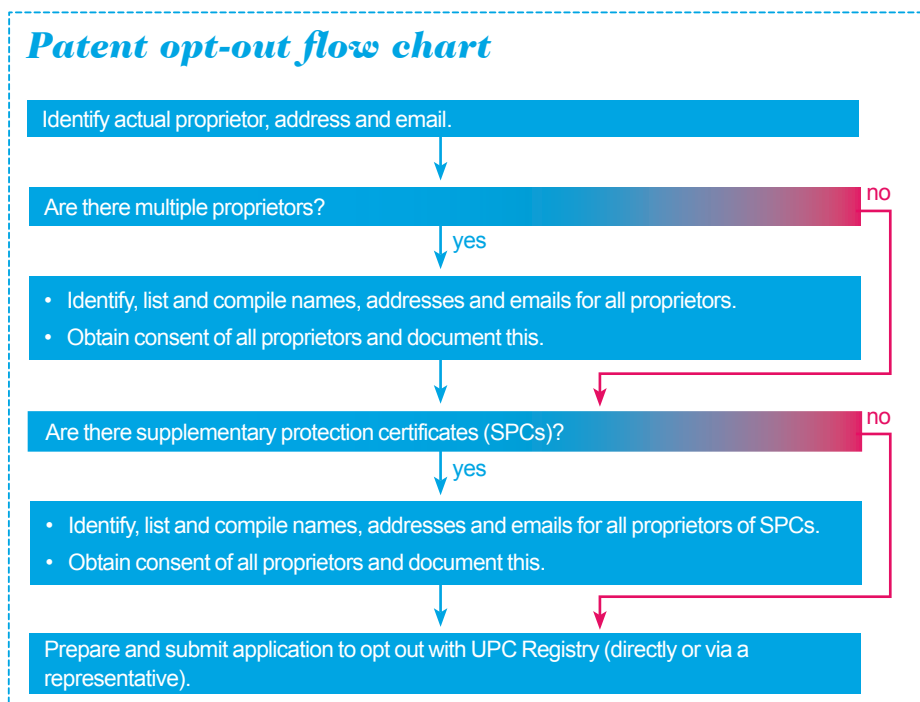 Patent opt-out flow chart
Identify actual proprietor, address and email.
Are there multiple proprietors?
no
yes
• Identify, list and compile names, addresses and emails for all proprietors.
• Obtain consent of all proprietors and document this.
Are there supplementary protection certificates (SPCs)?
no
yes
• Identify, list and compile names, addresses and emails for all proprietors of SPCs.
• Obtain consent of all proprietors and document this.
Prepare and submit application to opt out with UPC Registry (directly or via a
representative).